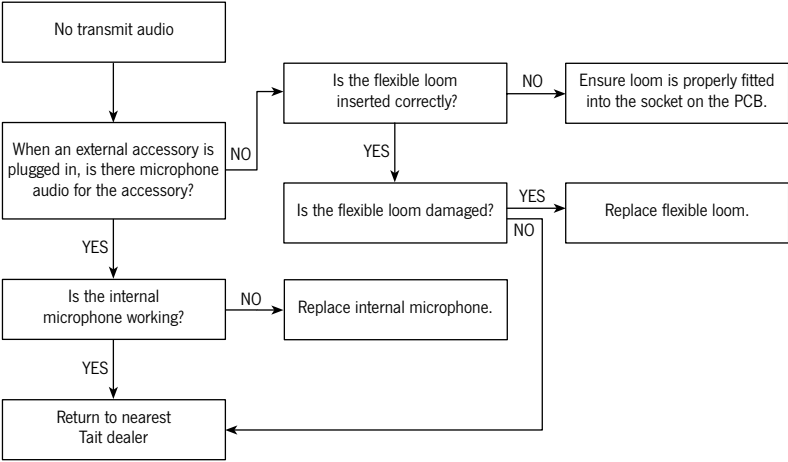 No transmit audio
When an external accessory is
plugged in, is there microphone
audio for the accessory?
NO
Is the flexible loom
inserted correctly?
NO
Ensure loom is properly fitted
into the socket on the PCB.
YES
Is the flexible loom damaged?
YES
NO
Replace flexible loom.
YES
Is the internal
microphone working?
NO
Replace internal microphone.
YES
Return to nearest
Tait dealer